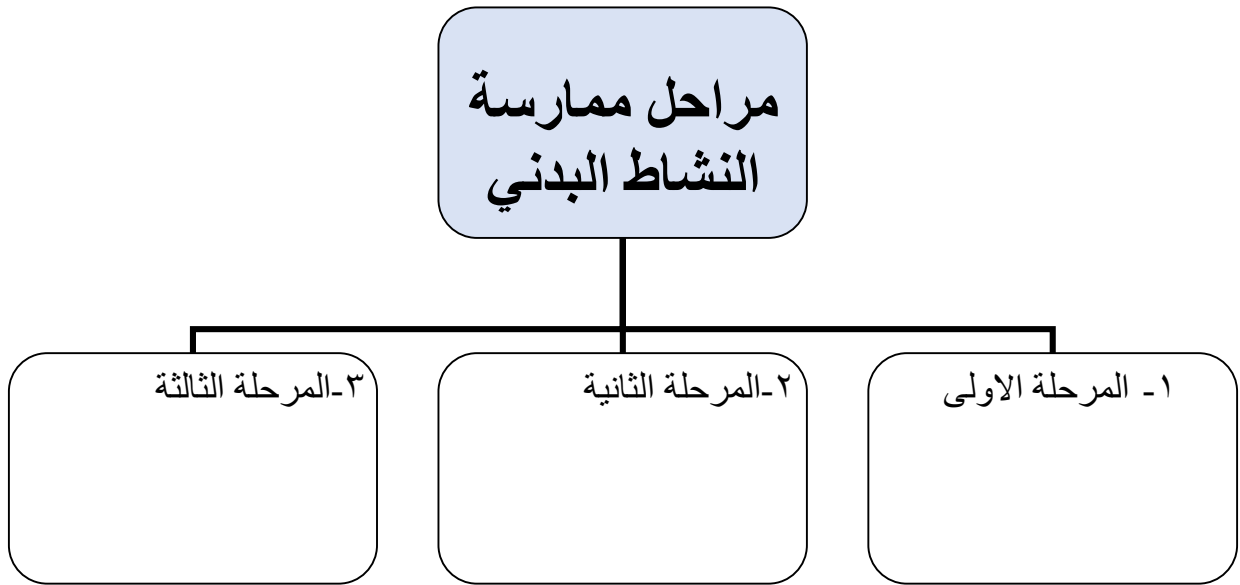 مراحل ممارسة
النشاط البدني
١- المرحلة الاولى
٢-المرحلة الثانية
٣-المرحلة الثالثة